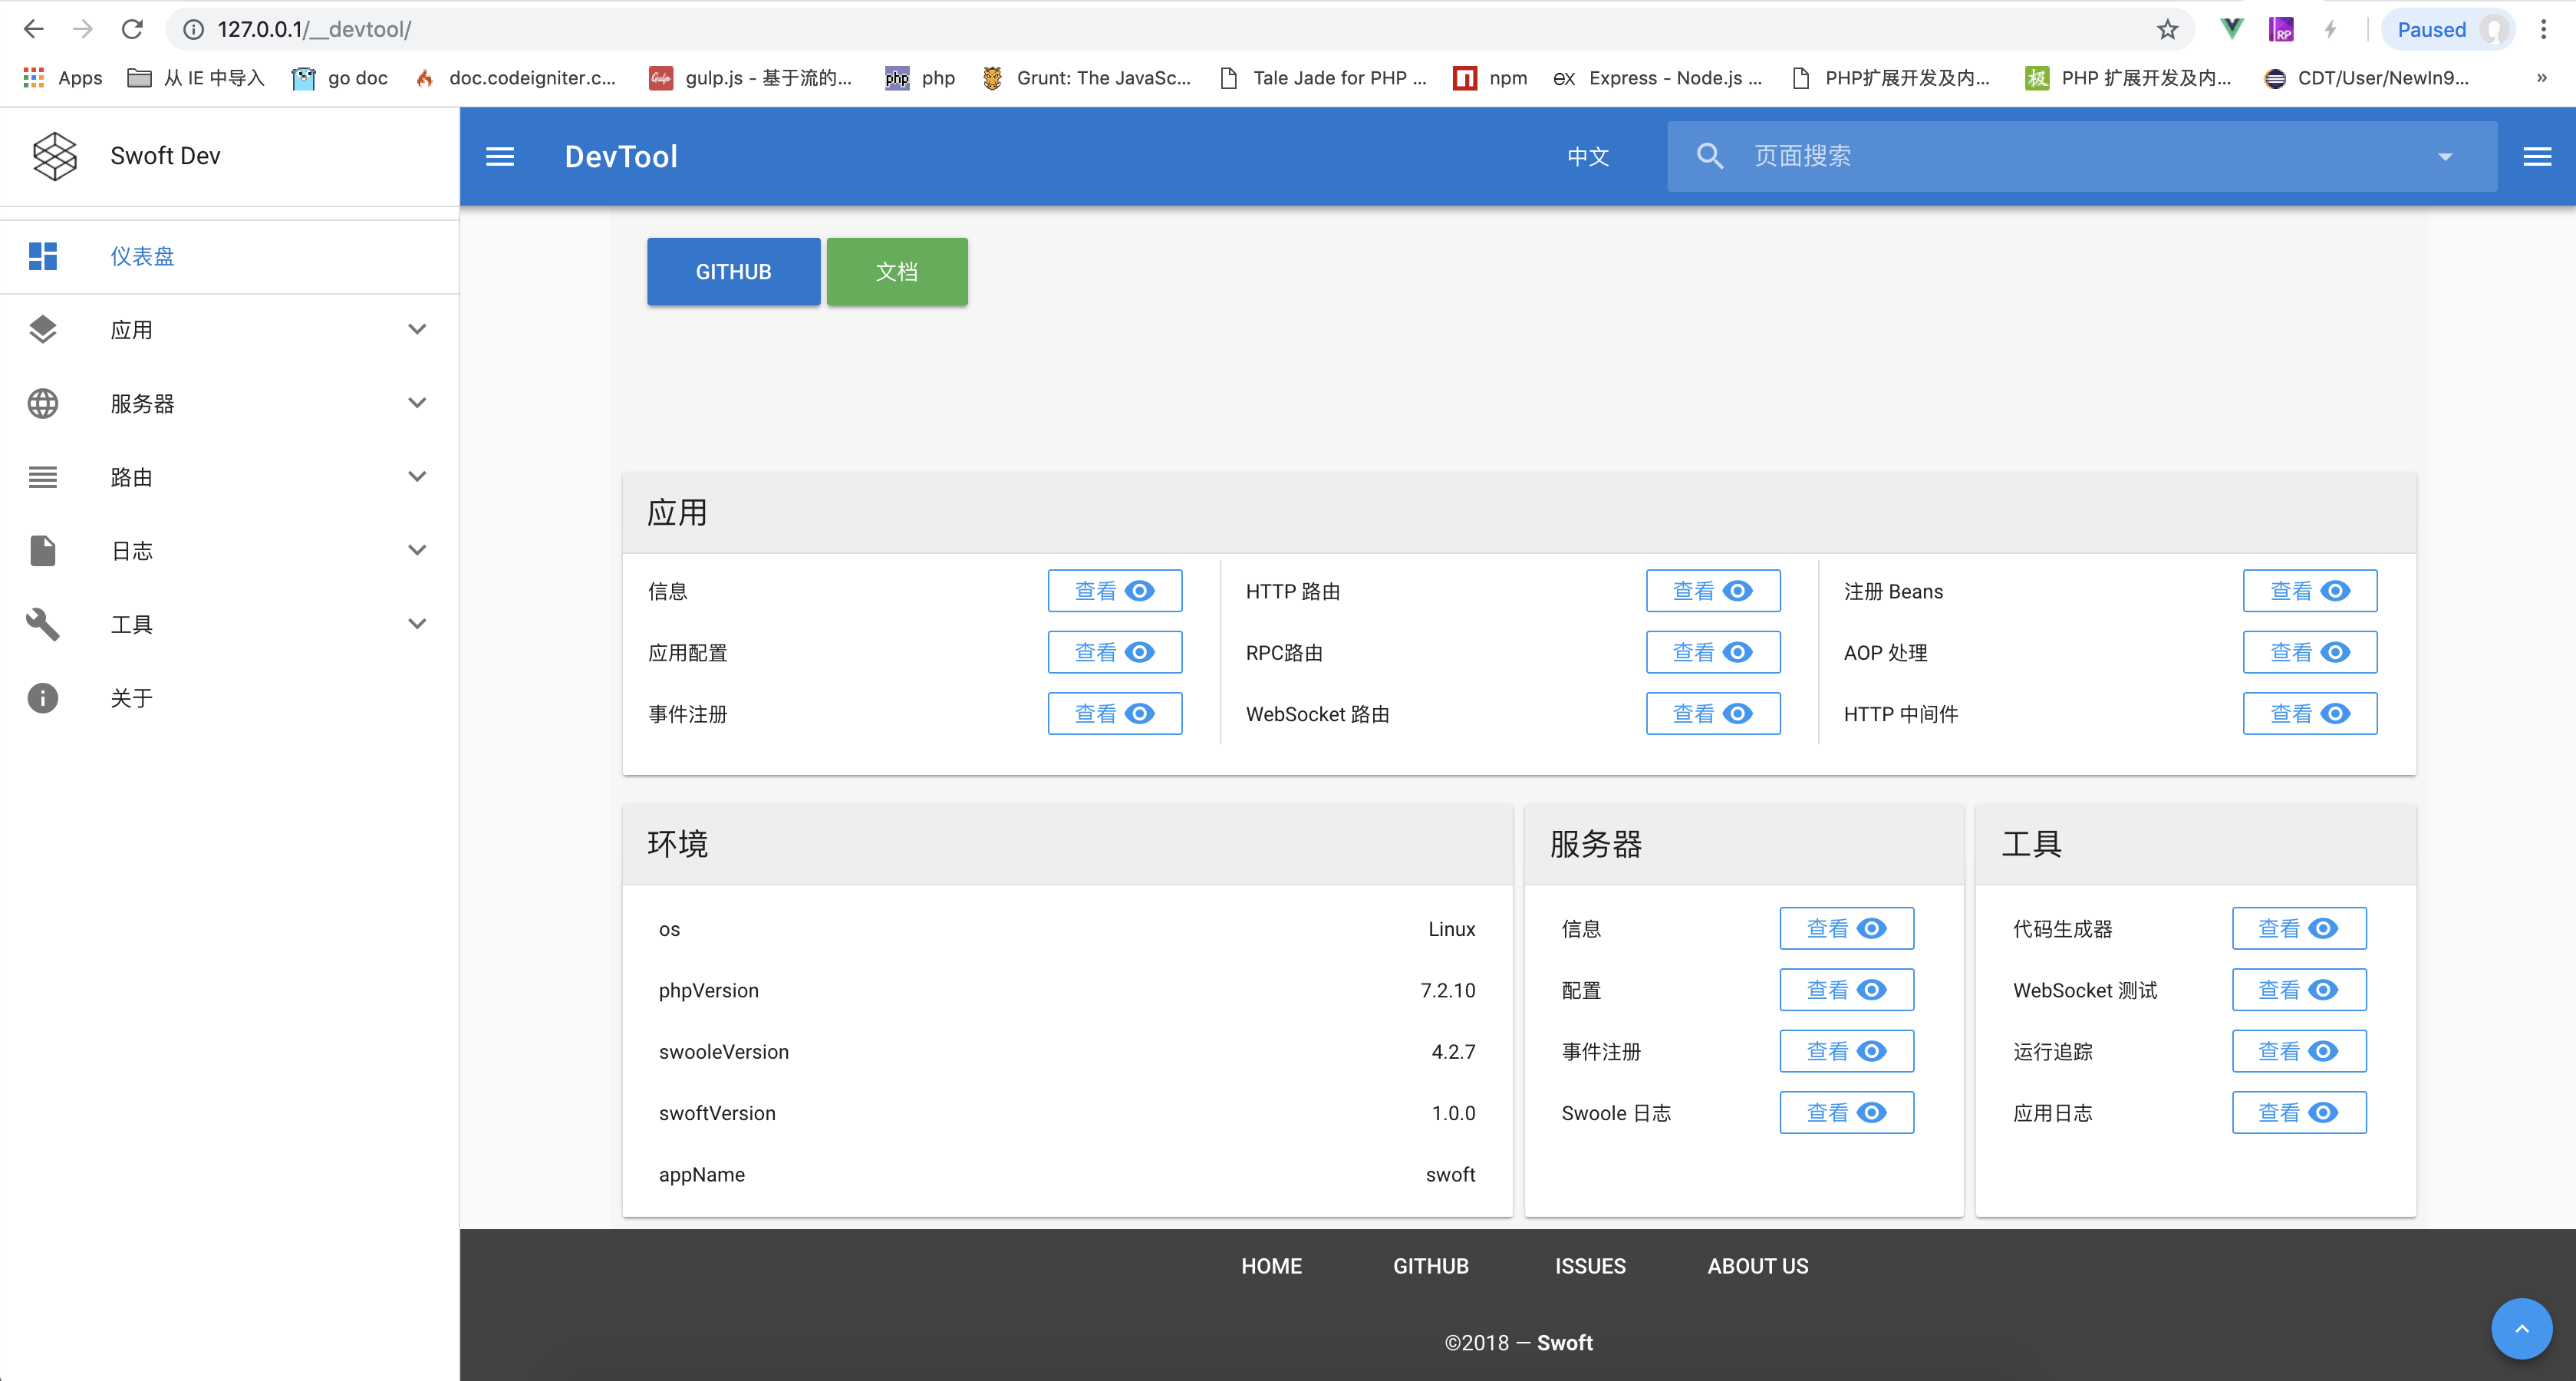 127.0.0.1/__devtool/
Paused
Apps
从 IE 中导入
go doc
doc.codeigniter.c...
gulp.js - 基于流的...
php
Grunt: The JavaSc...
Tale Jade for PHP ...
npm
Express - Node.js ...
PHP扩展开发及内...
PHP 扩展开发及内...
CDT/User/NewIn9...
»
Swoft Dev
DevTool
中文
页面搜索
仪表盘
应用
服务器
路由
日志
工具
关于
GITHUB
文档
应用
信息 查看
HTTP 路由 查看
注册 Beans 查看
应用配置 查看
RPC路由 查看
AOP 处理 查看
事件注册 查看
WebSocket 路由 查看
HTTP 中间件 查看
环境
os Linux
phpVersion 7.2.10
swooleVersion 4.2.7
swoftVersion 1.0.0
appName swoft
服务器
信息 查看
配置 查看
事件注册 查看
Swoole 日志 查看
工具
代码生成器 查看
WebSocket 测试 查看
运行追踪 查看
应用日志 查看
HOME GITHUB ISSUES ABOUT US
©2018 — Swoft